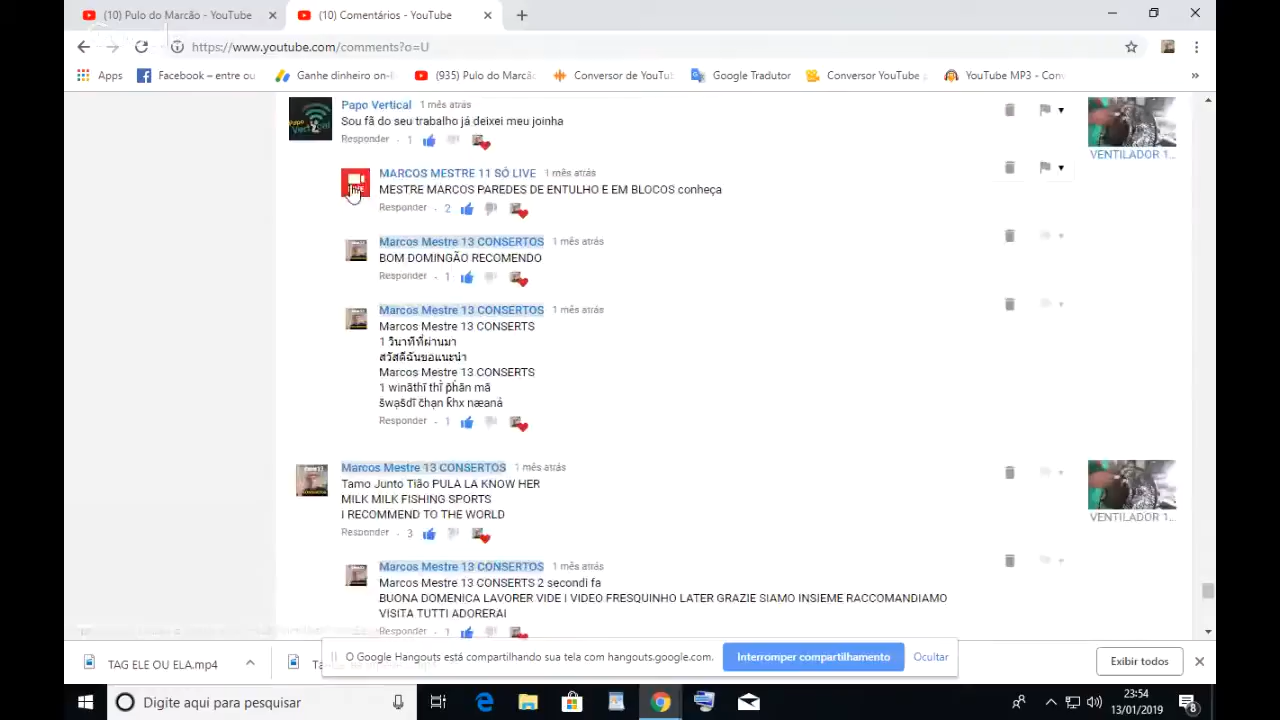 (10) Pulo do Marcão - YouTube
(10) Comentários - YouTube
https://www.youtube.com/comments?o=U
Apps
Facebook – entre ou
Ganhe dinheiro on-l
(935) Pulo do Marcã
Conversor de YouTu
Google Tradutor
Conversor YouTube
YouTube MP3 - Con
Papo Vertical 1 mês atrás
Sou fã do seu trabalho já deixei meu joinha
Responder 1
VENTILADOR 1...
MARCOS MESTRE 11 SÓ LIVE 1 mês atrás
MESTRE MARCOS PAREDES DE ENTULHO E EM BLOCOS conheça
Responder 2
Marcos Mestre 13 CONSERTOS 1 mês atrás
BOM DOMINGÃO RECOMENDO
Responder 1
Marcos Mestre 13 CONSERTOS 1 mês atrás
Marcos Mestre 13 CONSERTS
1 วินาทีที่ผ่านมา
สวัสดีฉันขอแนะนำ
Marcos Mestre 13 CONSERTS
1 wināthī thī̀ p̄h̀ān mā
s̄wạs̄dī c̄hạn k̄hx næanả
Responder 1
Marcos Mestre 13 CONSERTOS 1 mês atrás
Tamo Junto Tião PULA LA KNOW HER
MILK MILK FISHING SPORTS
I RECOMMEND TO THE WORLD
Responder 3
VENTILADOR 1...
Marcos Mestre 13 CONSERTOS 1 mês atrás
Marcos Mestre 13 CONSERTS 2 secondi fa
BUONA DOMENICA LAVORER VIDE I VIDEO FRESQUINHO LATER GRAZIE SIAMO INSIEME RACCOMANDIAMO
VISITA TUTTI ADORERAI
Responder 1
TAG ELE OU ELA.mp4
O Google Hangouts está compartilhando sua tela com hangouts.google.com.
Interromper compartilhamento
Ocultar
Exibir todos
Digite aqui para pesquisar
23:54
13/01/2019
8